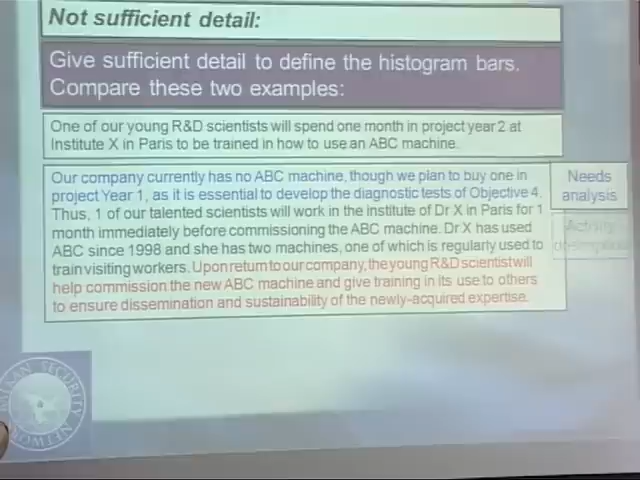 Not sufficient detail:
Give sufficient detail to define the histogram bars.
Compare these two examples:
One of our young R&D scientists will spend one month in project year 2 at
Institute X in Paris to be trained in how to use an ABC machine.
Our company currently has no ABC machine, though we plan to buy one in
project Year 1, as it is essential to develop the diagnostic tests of Objective 4.
Thus, 1 of our talented scientists will work in the institute of Dr X in Paris for 1
month immediately before commissioning the ABC machine. Dr X has used
ABC since 1998 and she has two machines, one of which is regularly used to
train visiting workers. Upon return to our company, the young R&D scientist will
help commission the new ABC machine and give training in its use to others
to ensure dissemination and sustainability of the newly-acquired expertise.
Needs
analysis
Activity
SECURITY